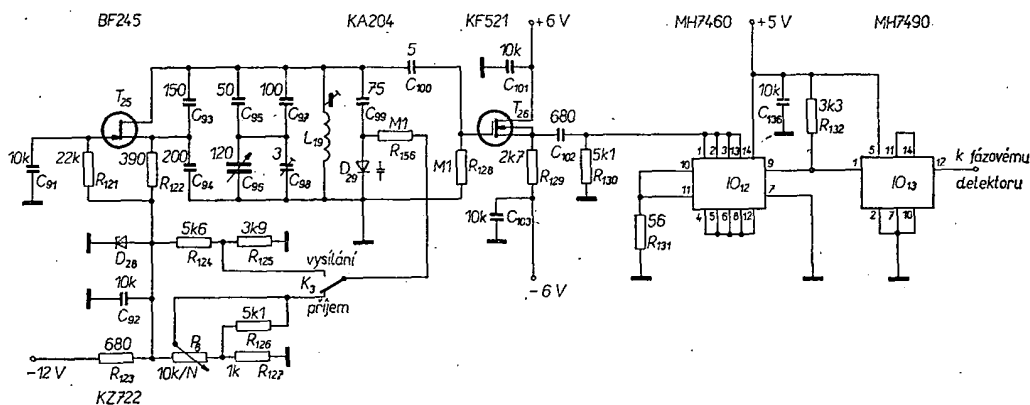 BF245
KA204
KF521
+6 V
MH7460
+5 V
MH7490
T25
150
C93
50
C95
100
C97
L19
75
C99
5
C100
10k
C101
T26
680
C102
10k
C136
3k3
R132
M1
R156
10k
C91
22k
R121
390
R122
200
C94
120
C95
3
C98
D29
M1
R128
2k7
R129
5k1
R130
10k
C103
-6 V
1 2 3 13 14
10
11
9
7
IO12
4 5 6 8 12
56
R131
5 11 14
1
12
IO13
2 7 10
k fázovému
detektoru
D28
5k6
R124
3k9
R125
vysílání
K3
příjem
10k
C92
5k1
R126
-12 V
680
R123
P6
10k/N
1k
R127
KZ722